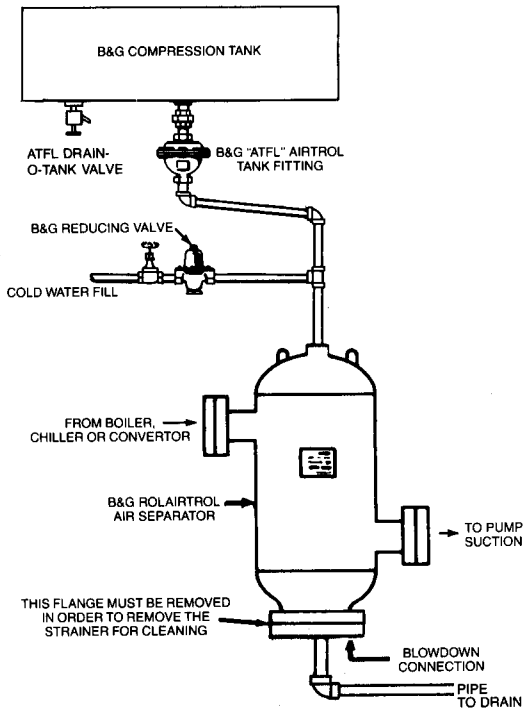 B&G COMPRESSION TANK
ATFL DRAIN-
O-TANK VALVE
B&G "ATFL" AIRTROL
TANK FITTING
B&G REDUCING VALVE
COLD WATER FILL
FROM BOILER,
CHILLER OR CONVERTOR
B&G ROLAIRTROL
AIR SEPARATOR
TO PUMP
SUCTION
THIS FLANGE MUST BE REMOVED
IN ORDER TO REMOVE THE
STRAINER FOR CLEANING
BLOWDOWN
CONNECTION
PIPE
TO DRAIN